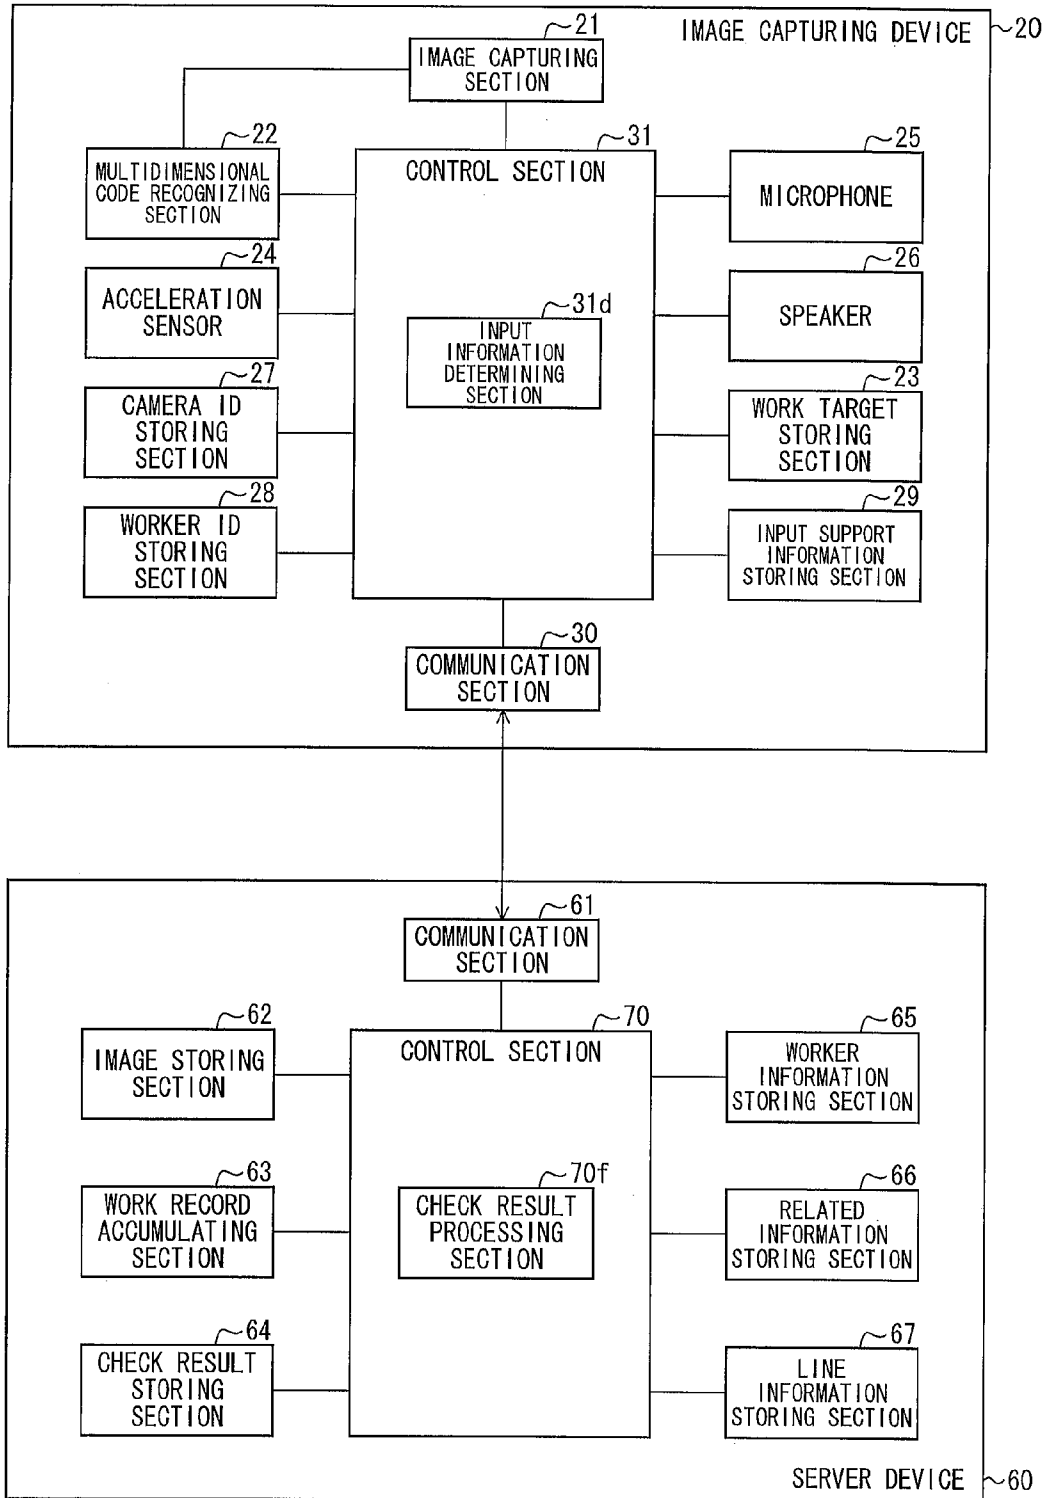 IMAGE CAPTURING DEVICE
20
21
IMAGE CAPTURING
SECTION
22
MULTIDIMENSIONAL
CODE RECOGNIZING
SECTION
31
CONTROL SECTION
25
MICROPHONE
24
ACCELERATION
SENSOR
31d
INPUT
INFORMATION
DETERMINING
SECTION
26
SPEAKER
27
CAMERA ID
STORING
SECTION
23
WORK TARGET
STORING
SECTION
28
WORKER ID
STORING
SECTION
29
INPUT SUPPORT
INFORMATION
STORING SECTION
30
COMMUNICATION
SECTION
61
COMMUNICATION
SECTION
62
IMAGE STORING
SECTION
70
CONTROL SECTION
65
WORKER
INFORMATION
STORING SECTION
63
WORK RECORD
ACCUMULATING
SECTION
70f
CHECK RESULT
PROCESSING
SECTION
66
RELATED
INFORMATION
STORING SECTION
64
CHECK RESULT
STORING
SECTION
67
LINE
INFORMATION
STORING SECTION
SERVER DEVICE
60